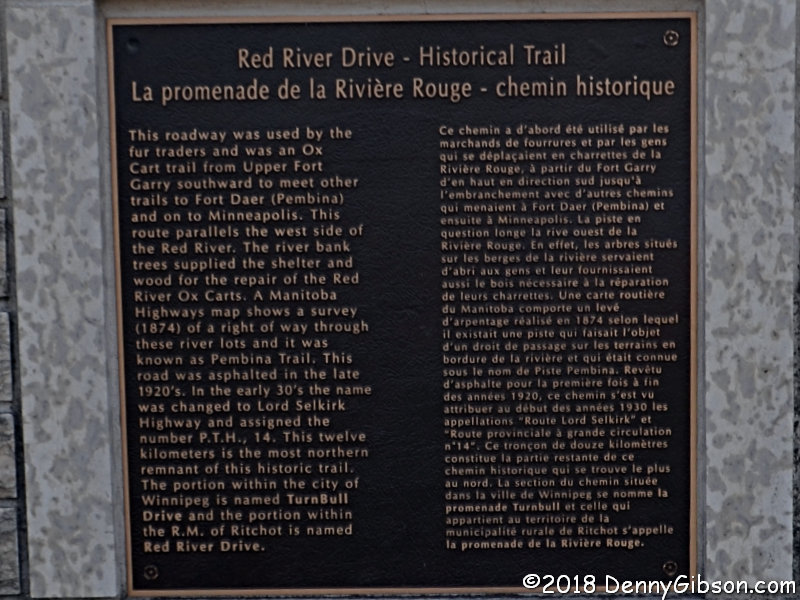 Red River Drive - Historical Trail
La promenade de la Rivière Rouge - chemin historique
This roadway was used by the
fur traders and was an Ox
Cart trail from Upper Fort
Garry southward to meet other
trails to Fort Daer (Pembina)
and on to Minneapolis. This
route parallels the west side of
the Red River. The river bank
trees supplied the shelter and
wood for the repair of the Red
River Ox Carts. A Manitoba
Highways map shows a survey
(1874) of a right of way through
these river lots and it was
known as Pembina Trail. This
road was asphalted in the late
1920's. In the early 30's the name
was changed to Lord Selkirk
Highway and assigned the
number P.T.H., 14. This twelve
kilometers is the most northern
remnant of this historic trail.
The portion within the city of
Winnipeg is named TurnBull
Drive and the portion within
the R.M. of Ritchot is named
Red River Drive.
Ce chemin a d'abord été utilisé par les
marchands de fourrures et par les gens
qui se déplaçaient en charrettes de la
Rivière Rouge, à partir du Fort Garry
d'en haut en direction sud jusqu'à
l'embranchement avec d'autres chemins
qui menaient à Fort Daer (Pembina) et
ensuite à Minneapolis. La piste en
question longe la rive ouest de la
Rivière Rouge. En effet, les arbres situés
sur les berges de la rivière servaient
d'abri aux gens et leur fournissaient
aussi le bois nécessaire à la réparation
de leurs charrettes. Une carte routière
du Manitoba comporte un levé
d'arpentage réalisé en 1874 selon lequel
il existait une piste qui faisait l'objet
d'un droit de passage sur les terrains en
bordure de la rivière et qui était connue
sous le nom de Piste Pembina. Revêtu
d'asphalte pour la première fois à fin
des années 1920, ce chemin s'est vu
attribuer au début des années 1930 les
appellations "Route Lord Selkirk" et
"Route provinciale à grande circulation
n°14". Ce tronçon de douze kilomètres
constitue la partie restante de ce
chemin historique qui se trouve le plus
au nord. La section du chemin située
dans la ville de Winnipeg se nomme la
promenade Turnbull et celle qui
appartient au territoire de la
municipalité rurale de Ritchot s'appelle
la promenade de la Rivière Rouge.
©2018 DennyGibson.com